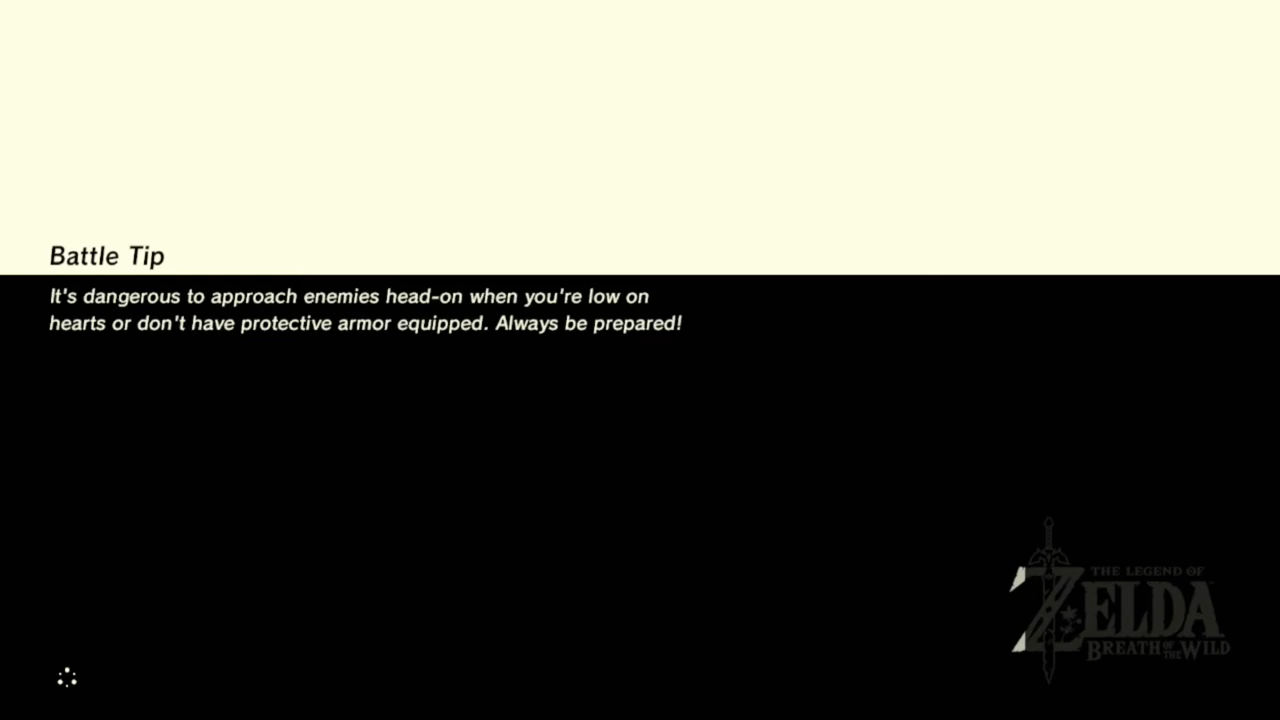 Battle Tip
It's dangerous to approach enemies head-on when you're low on
hearts or don't have protective armor equipped. Always be prepared!
THE LEGEND OF
ZELDA
BREATH OF THE WILD